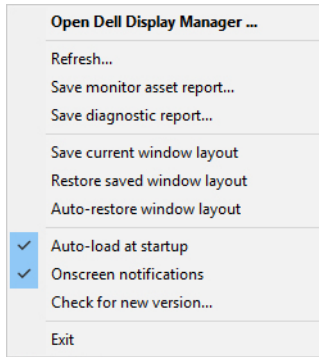 Open Dell Display Manager ...
Refresh...
Save monitor asset report...
Save diagnostic report...
Save current window layout
Restore saved window layout
Auto-restore window layout
Auto-load at startup
Onscreen notifications
Check for new version...
Exit